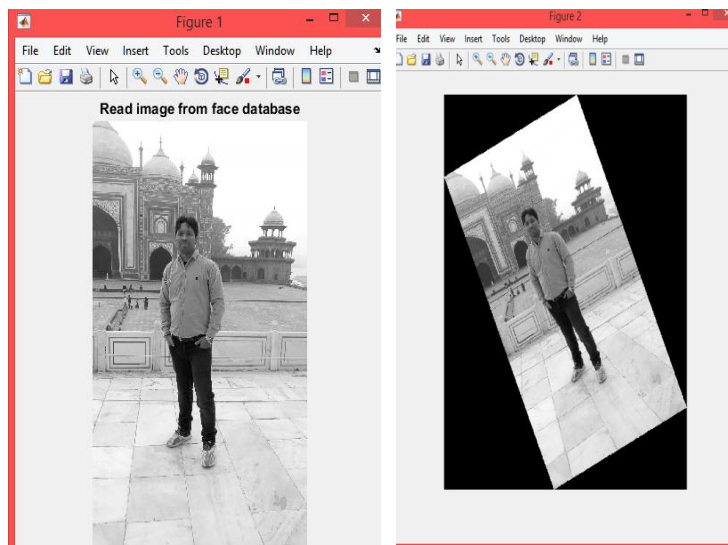 Figure 1
File Edit View Insert Tools Desktop Window Help
Read image from face database
Figure 2
File Edit View Insert Tools Desktop Window Help